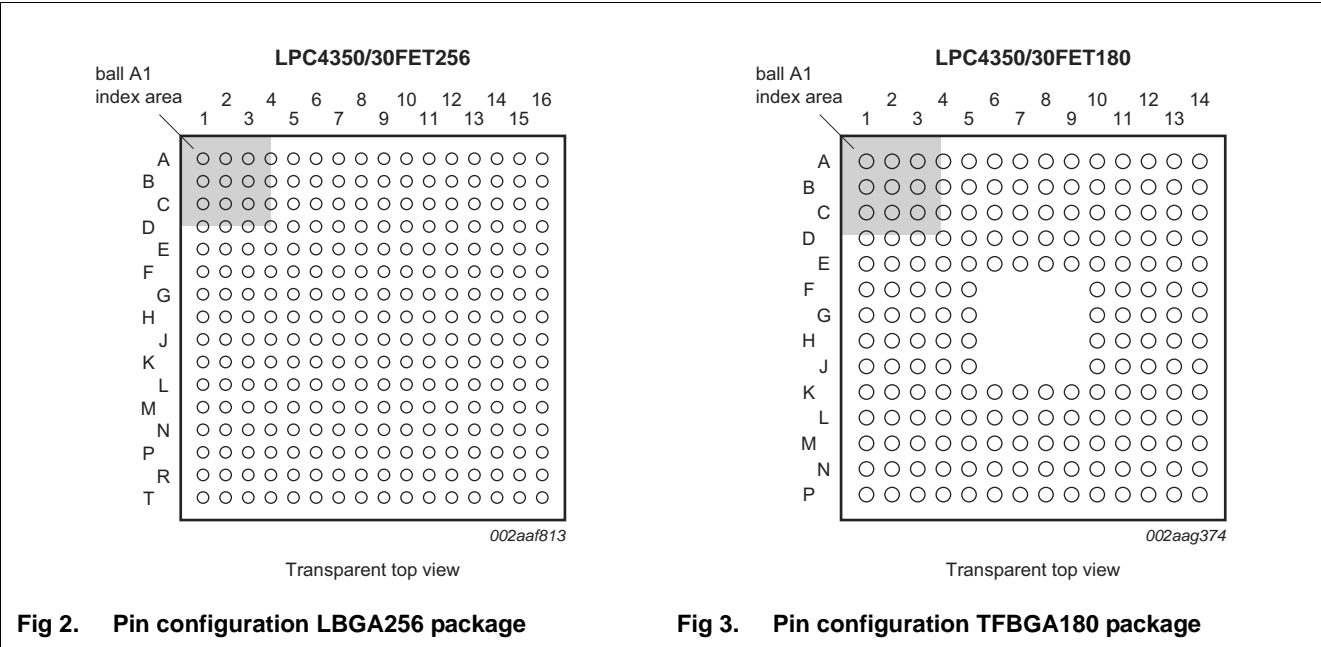 LPC4350/30FET256
ball A1
index area
2 4 6 8 10 12 14 16
1 3 5 7 9 11 13 15
A
B
C
D
E
F
G
H
J
K
L
M
N
P
R
T
002aaf813
Transparent top view
Fig 2. Pin configuration LBGA256 package
LPC4350/30FET180
ball A1
index area
2 4 6 8 10 12 14
1 3 5 7 9 11 13
A
B
C
D
E
F
G
H
J
K
L
M
N
P
002aag374
Transparent top view
Fig 3. Pin configuration TFBGA180 package